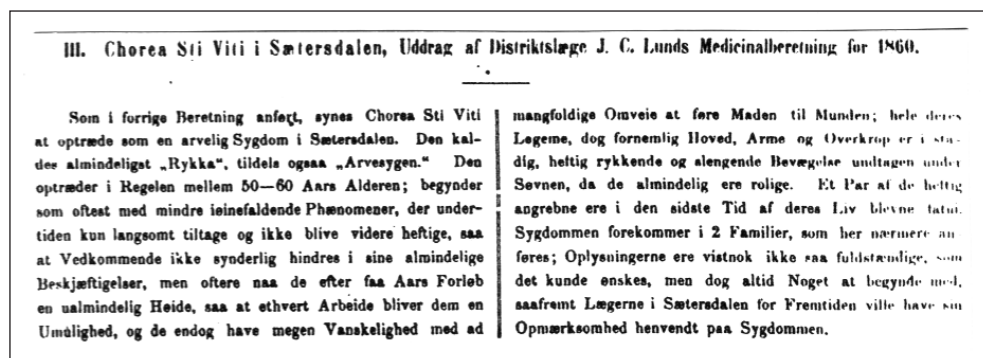 III. Chorea Sti Viti i Sætersdalen, Uddrag af Distriktslæge J. C. Lunds Medicinalberetning for 1860.
Som i forrige Beretning anført, synes Chorea Sti Viti
at optræde som en arvelig Sygdom i Sætersdalen. Den kal-
des almindeligst „Rykka“, tildels ogsaa „Arvesygen.“ Den
optræder i Regelen mellem 50—60 Aars Alderen; begynder
som oftest med mindre iøinefaldende Phænomener, der under-
tiden kun langsomt tiltage og ikke blive videre heftige, saa
at Vedkommende ikke synderlig hindres i sine almindelige
Beskjæftigelser, men oftere naa de efter faa Aars Forløb
en ualmindelig Høide, saa at ethvert Arbeide bliver dem en
Umulighed, og de endog have megen Vanskelighed med ad
mangfoldige Omveie at føre Maden til Munden; hele deres
Legeme, dog fornemlig Hoved, Arme og Overkrop er i sta-
dig, heftig rykkende og slengende Bevægelse undtagen under
Søvnen, da de almindelig ere rolige. Et Par af de heftig
angrebne ere i den sidste Tid af deres Liv blevne fatui.
Sygdommen forekommer i 2 Familier, som her nærmere an-
føres; Oplysningerne ere vistnok ikke saa fuldstændige, som
det kunde ønskes, men dog altid Noget at begynde med,
saafremt Lægerne i Sætersdalen for Fremtiden ville have sin
Opmærksomhed henvendt paa Sygdommen.